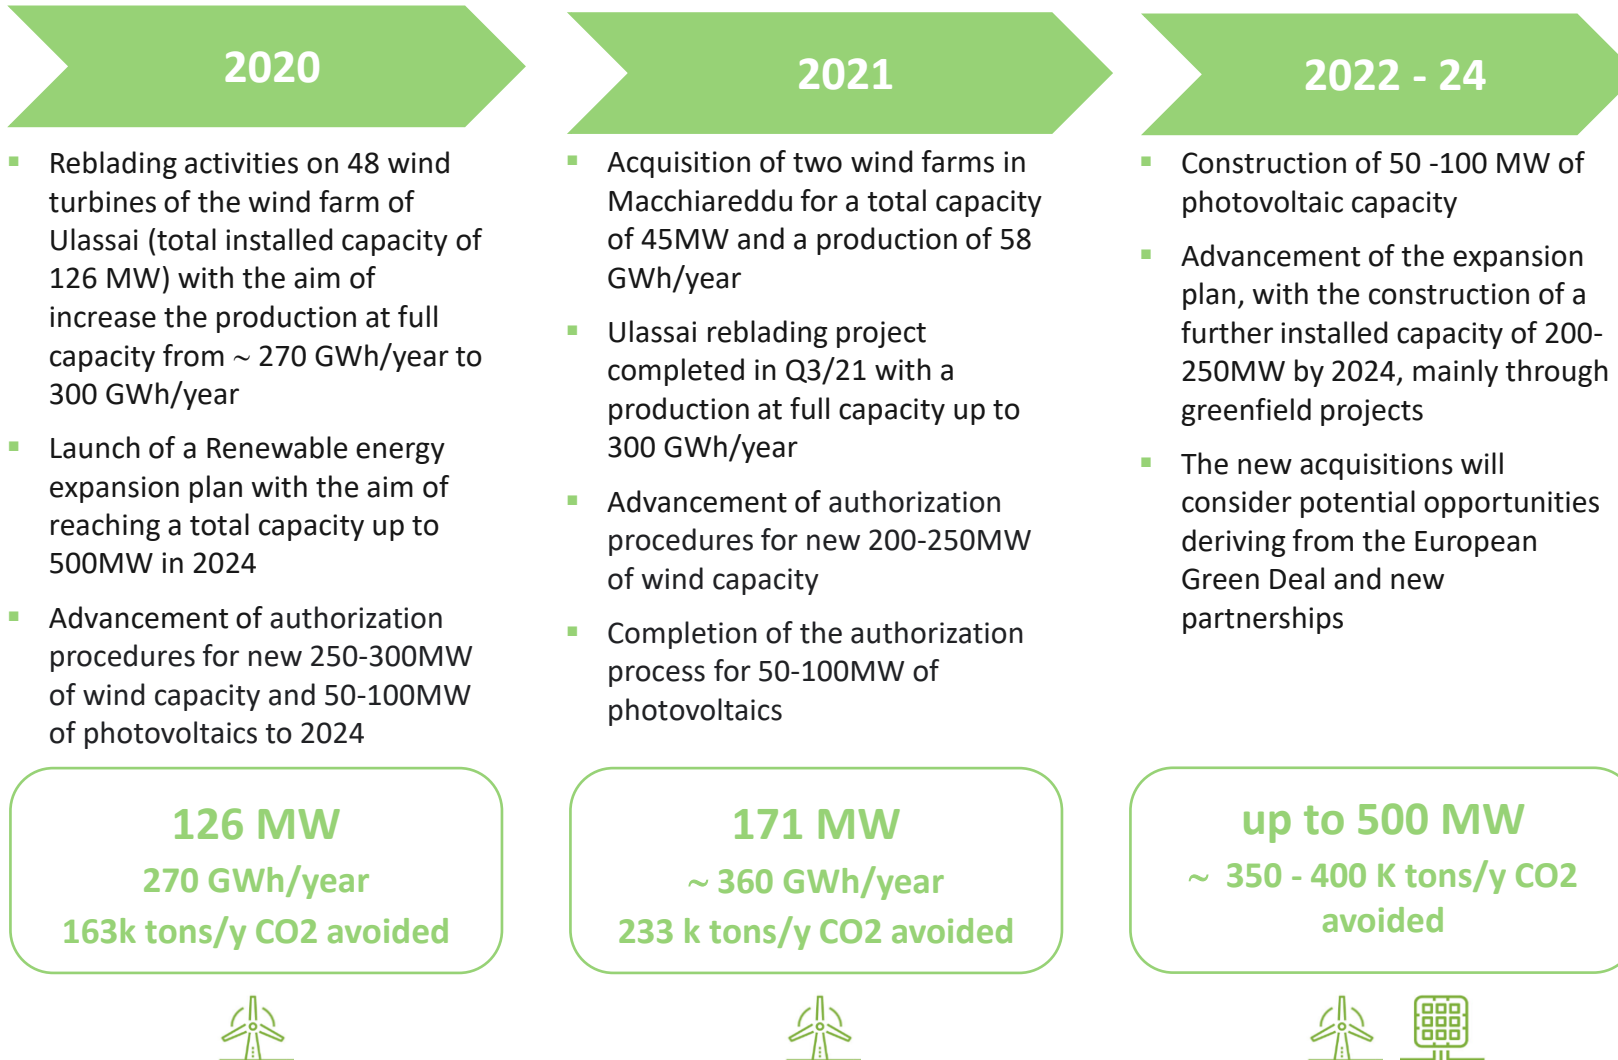 2020
▪ Reblading activities on 48 wind
turbines of the wind farm of
Ulassai (total installed capacity of
126 MW) with the aim of
increase the production at full
capacity from ~ 270 GWh/year to
300 GWh/year
▪ Launch of a Renewable energy
expansion plan with the aim of
reaching a total capacity up to
500MW in 2024
▪ Advancement of authorization
procedures for new 250-300MW
of wind capacity and 50-100MW
of photovoltaics to 2024
126 MW
270 GWh/year
163k tons/y CO2 avoided
2021
▪ Acquisition of two wind farms in
Macchiareddu for a total capacity
of 45MW and a production of 58
GWh/year
▪ Ulassai reblading project
completed in Q3/21 with a
production at full capacity up to
300 GWh/year
▪ Advancement of authorization
procedures for new 200-250MW
of wind capacity
▪ Completion of the authorization
process for 50-100MW of
photovoltaics
171 MW
~ 360 GWh/year
233 k tons/y CO2 avoided
2022 - 24
▪ Construction of 50 -100 MW of
photovoltaic capacity
▪ Advancement of the expansion
plan, with the construction of a
further installed capacity of 200-
250MW by 2024, mainly through
greenfield projects
▪ The new acquisitions will
consider potential opportunities
deriving from the European
Green Deal and new
partnerships
up to 500 MW
~ 350 - 400 K tons/y CO2
avoided